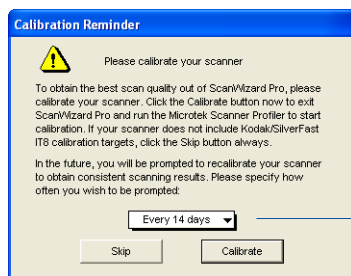 Calibration Reminder
Please calibrate your scanner
To obtain the best scan quality out of ScanWizard Pro, please
calibrate your scanner. Click the Calibrate button now to exit
ScanWizard Pro and run the Microtek Scanner Profiler to start
calibration. If your scanner does not include Kodak/SilverFast
IT8 calibration targets, click the Skip button always.
In the future, you will be prompted to recalibrate your scanner
to obtain consistent scanning results. Please specify how
often you wish to be prompted:
Every 14 days
Skip Calibrate